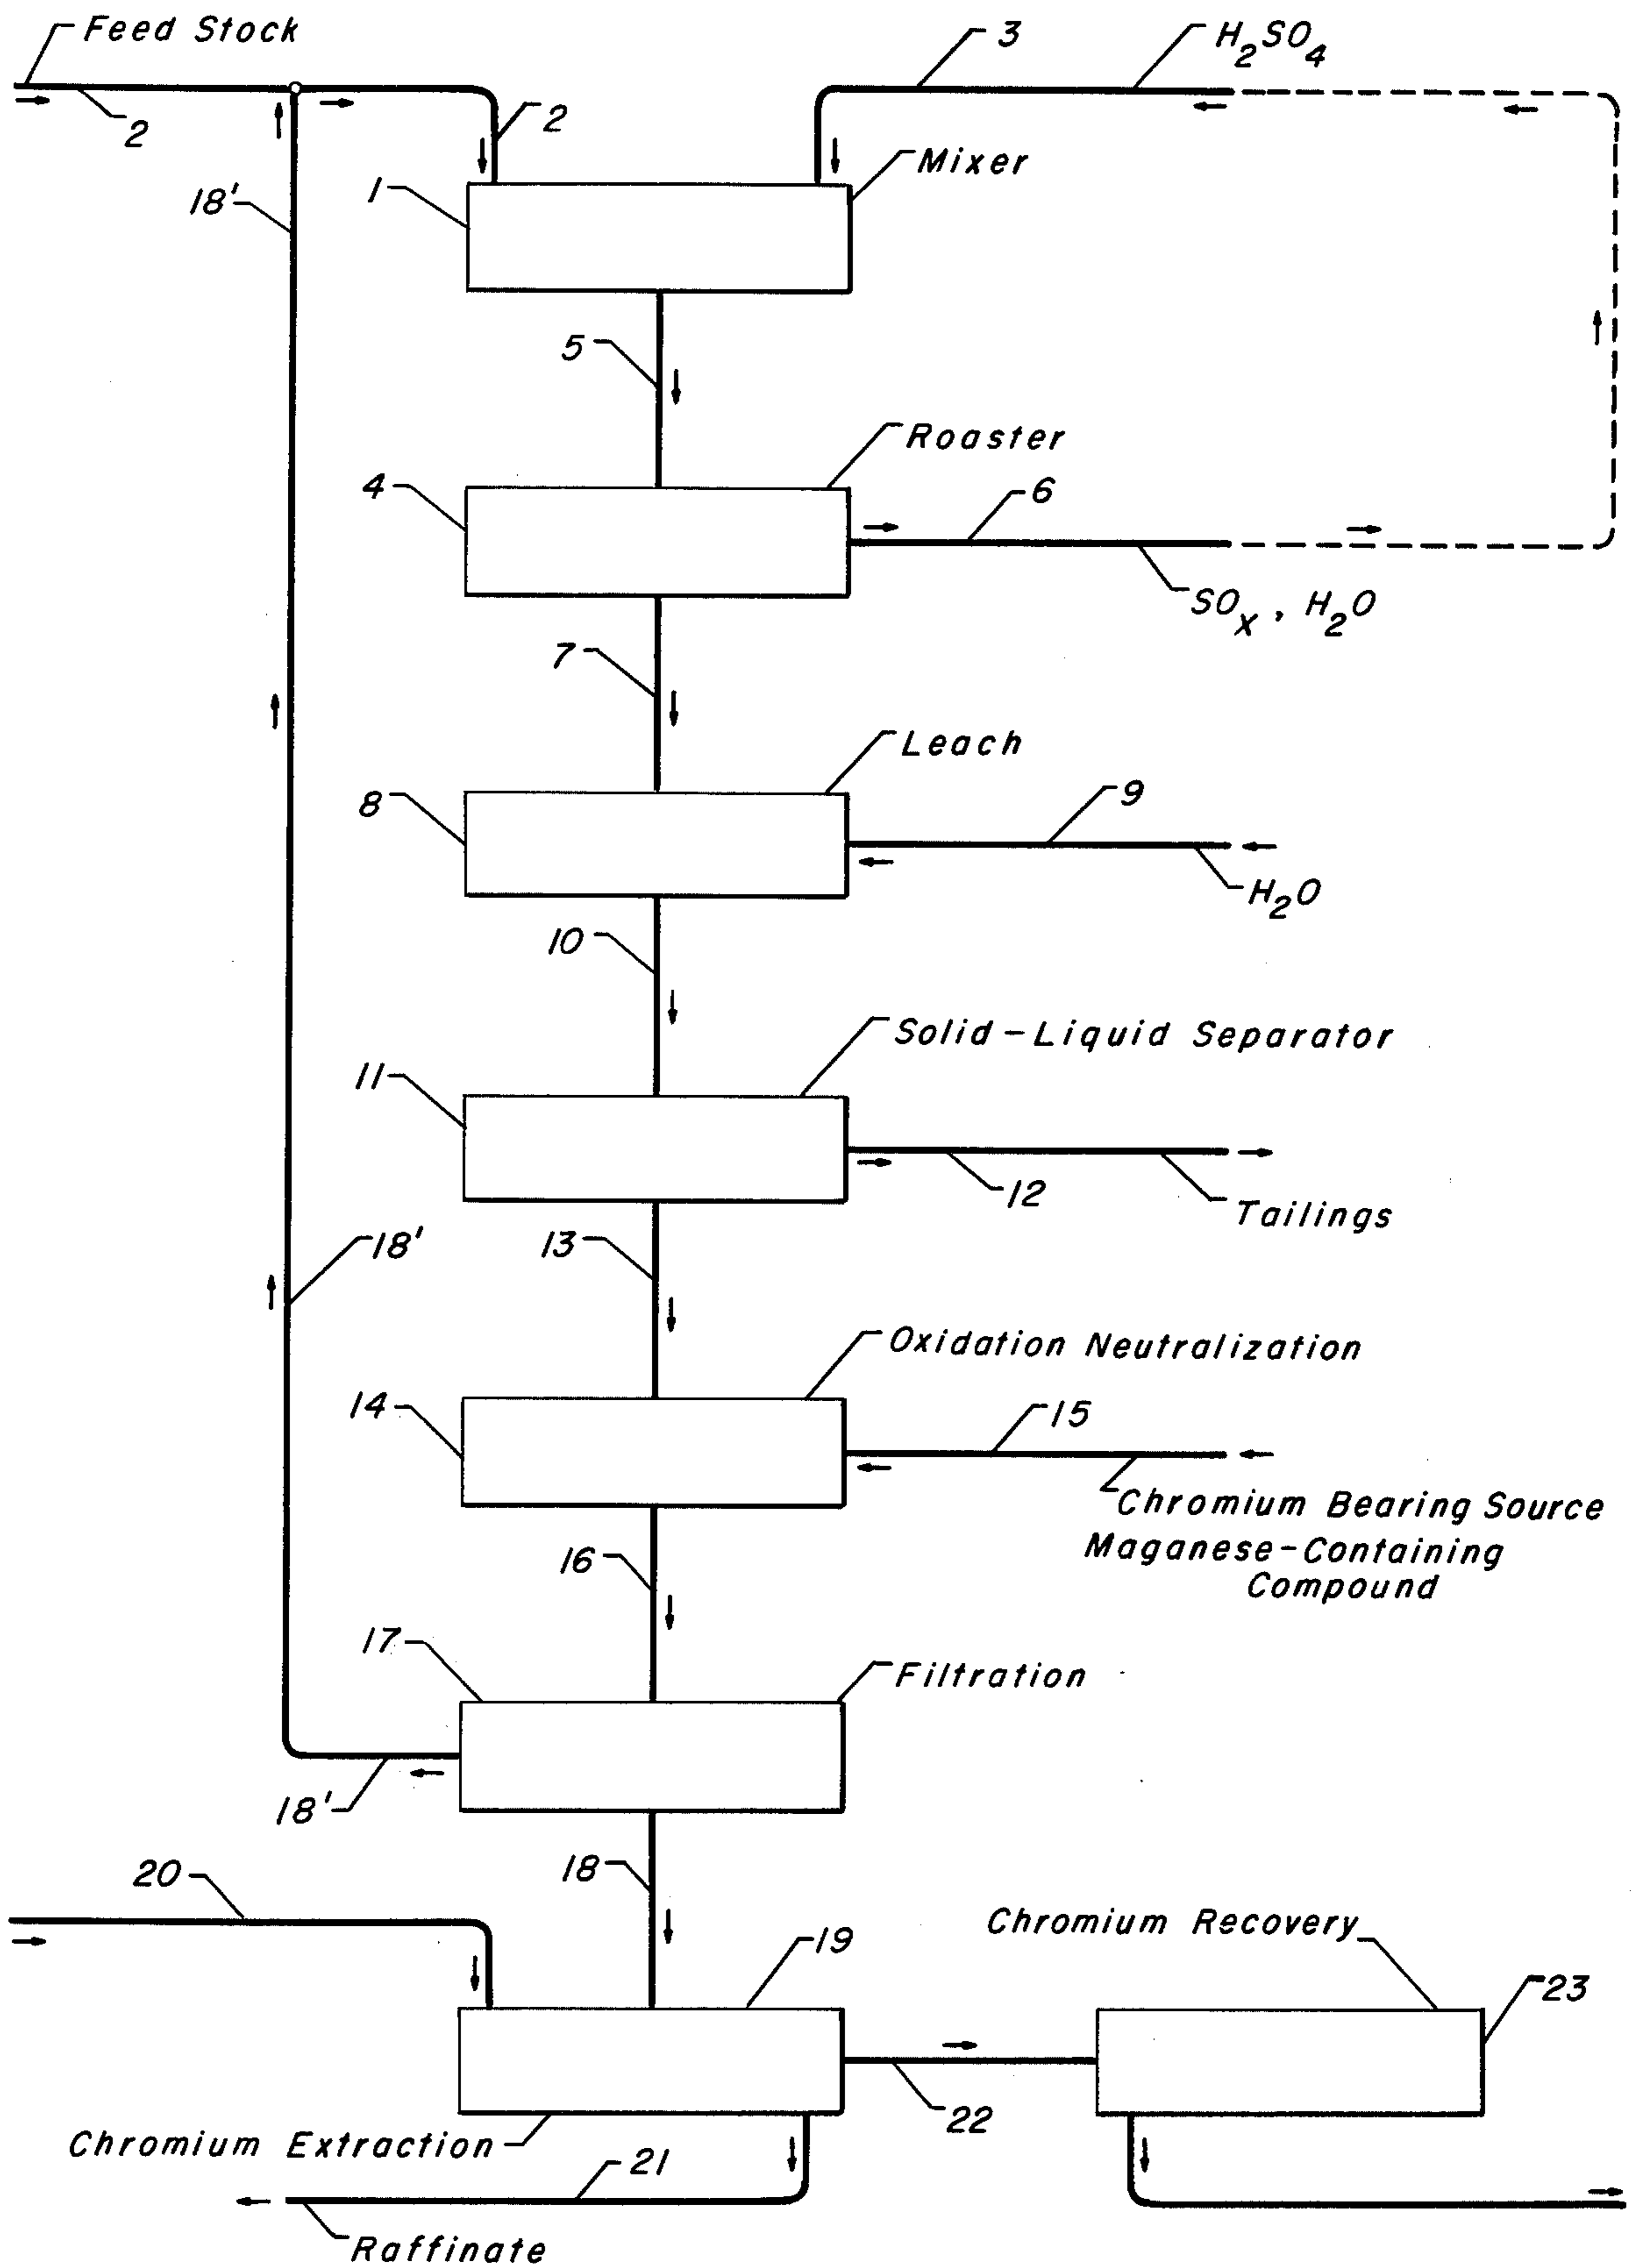 Feed Stock
3
H2SO4
2
2
Mixer
1
18'
5
Roaster
4
6
SOx, H2O
7
Leach
8
9
H2O
10
Solid-Liquid Separator
11
12
Tailings
13
18'
Oxidation Neutralization
14
15
Chromium Bearing Source
Maganese-Containing
Compound
16
17
Filtration
18'
18
20
Chromium Recovery
19
23
22
Chromium Extraction
21
Raffinate